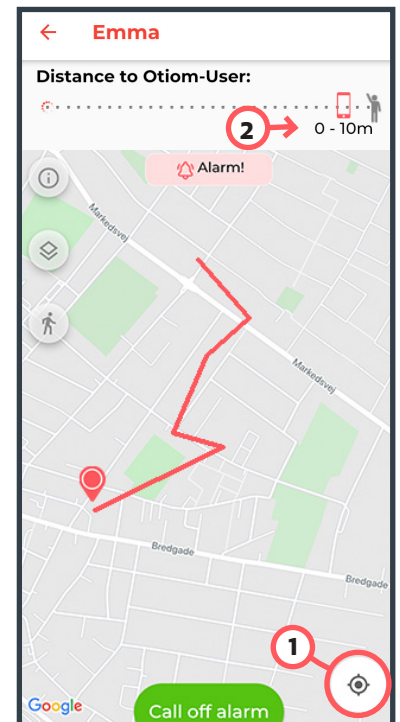 Emma
Distance to Otiom-User:
2
0 - 10m
Alarm!
Markedsvej
Markedsvej
Bredgade
Bredgade
1
Google
Call off alarm